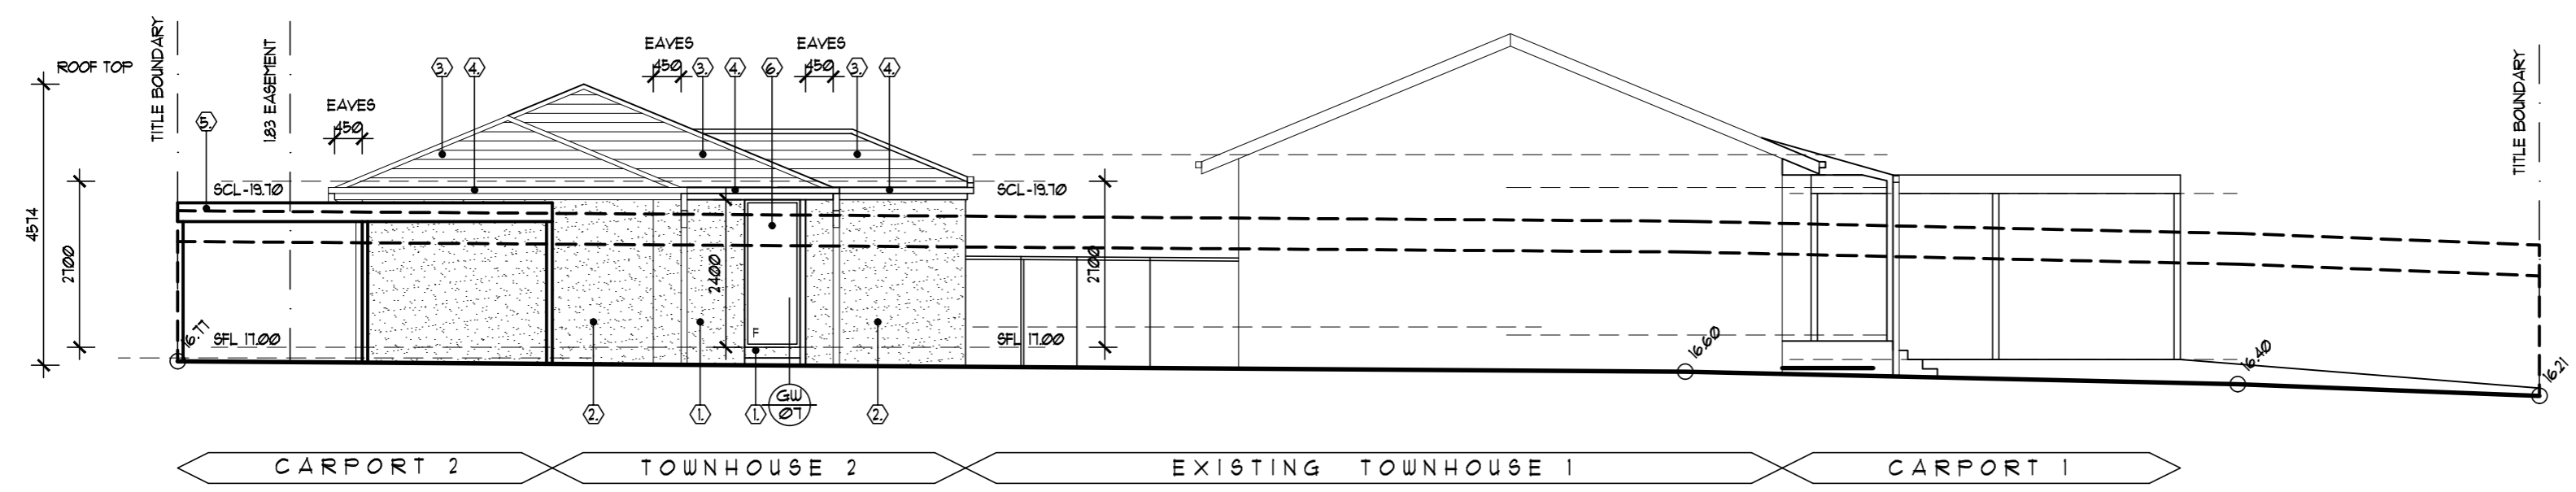 ROOF TOP
TITLE BOUNDARY
1.83 EASEMENT
EAVES
450
EAVES
450
EAVES
450
TITLE BOUNDARY
3.
4.
3.
4.
6.
3.
4.
5.
SCL-19.70
SCL-19.70
4574
2700
2400
2700
F
16.77
SFL 17.00
SFL 17.00
16.60
16.40
16.21
2.
1.
1.
GW
07
2.
CARPORT 2
TOWNHOUSE 2
EXISTING TOWNHOUSE 1
CARPORT 1